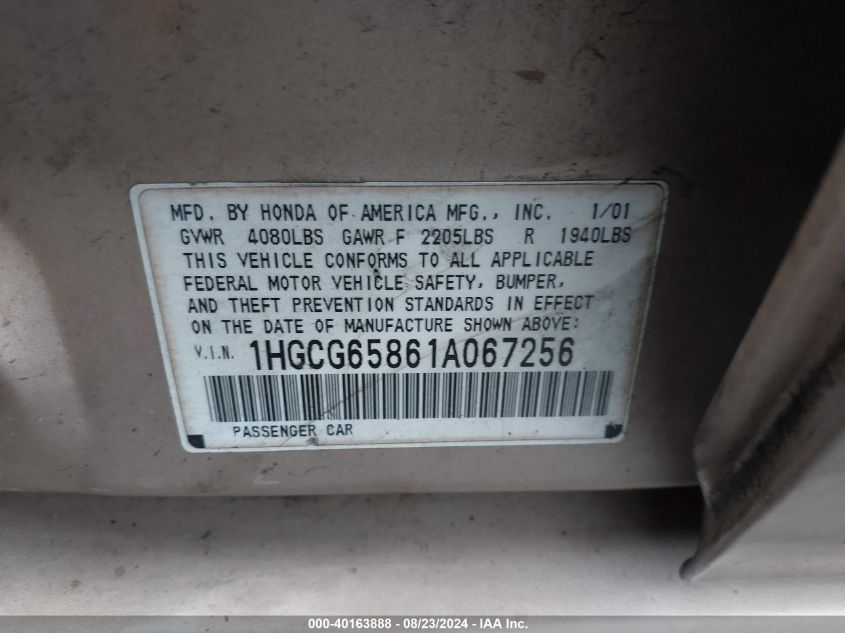 MFD. BY HONDA OF AMERICA MFG., INC. 1/01
GVWR 4080LBS GAWR F 2205LBS R 1940LBS
THIS VEHICLE CONFORMS TO ALL APPLICABLE
FEDERAL MOTOR VEHICLE SAFETY, BUMPER,
AND THEFT PREVENTION STANDARDS IN EFFECT
ON THE DATE OF MANUFACTURE SHOWN ABOVE:
V.I.N. 1HGCG65861A067256
PASSENGER CAR
000-40163888 - 08/23/2024 - IAA Inc.